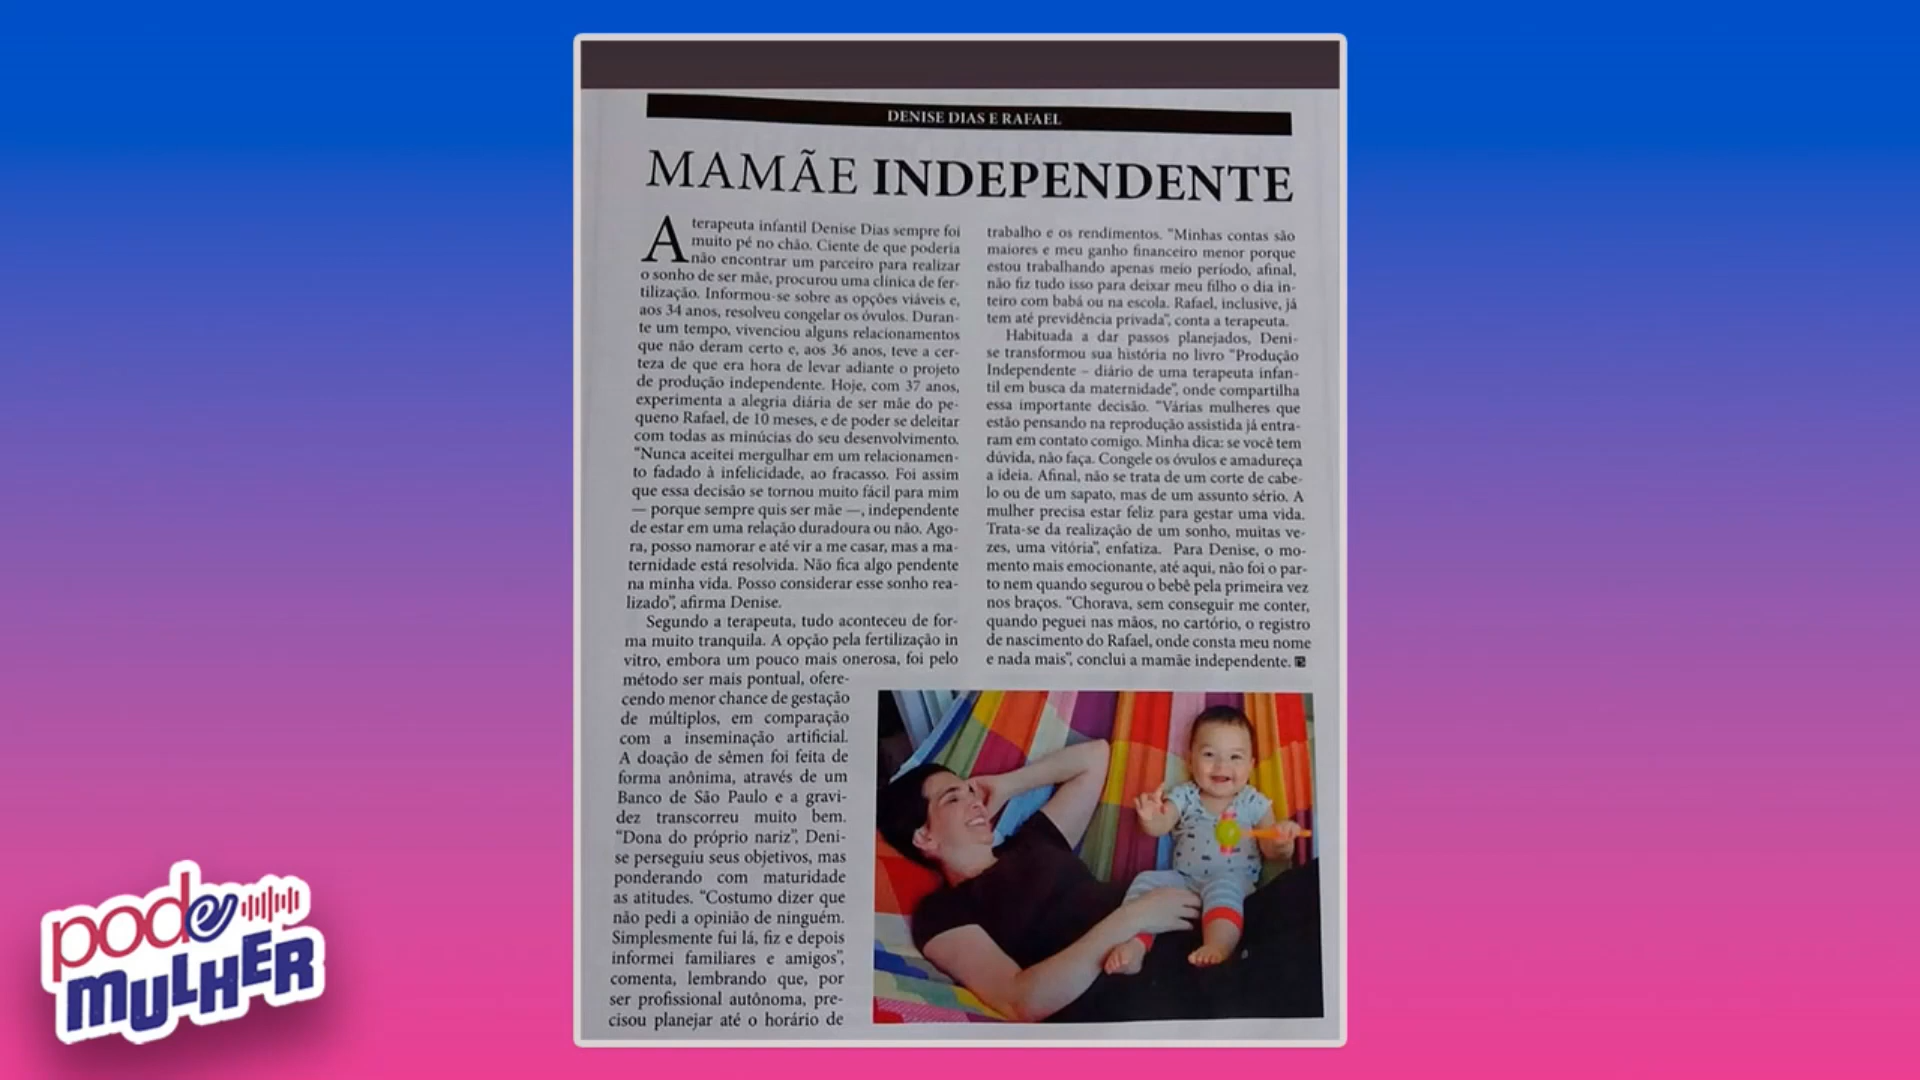 DENISE DIAS E RAFAEL
MAMÃE INDEPENDENTE
A terapeuta infantil Denise Dias sempre foi
muito pé no chão. Ciente de que poderia
não encontrar um parceiro para realizar
o sonho de ser mãe, procurou uma clínica de fer-
tilização. Informou-se sobre as opções viáveis e,
aos 34 anos, resolveu congelar os óvulos. Duran-
te um tempo, vivenciou alguns relacionamentos
que não deram certo e, aos 36 anos, teve a cer-
teza de que era hora de levar adiante o projeto
de produção independente. Hoje, com 37 anos,
experimenta a alegria diária de ser mãe do pe-
queno Rafael, de 10 meses, e de poder se deleitar
com todas as minúcias do seu desenvolvimento.
“Nunca aceitei mergulhar em um relacionamen-
to fadado à infelicidade, ao fracasso. Foi assim
que essa decisão se tornou muito fácil para mim
— porque sempre quis ser mãe —, independente
de estar em uma relação duradoura ou não. Ago-
ra, posso namorar e até vir a me casar, mas a ma-
ternidade está resolvida. Não fica algo pendente
na minha vida. Posso considerar esse sonho rea-
lizado”, afirma Denise.
Segundo a terapeuta, tudo aconteceu de for-
ma muito tranquila. A opção pela fertilização in
vitro, embora um pouco mais onerosa, foi pelo
método ser mais pontual, ofere-
cendo menor chance de gestação
de múltiplos, em comparação
com a inseminação artificial.
A doação de sêmen foi feita de
forma anônima, através de um
Banco de São Paulo e a gravi-
dez transcorreu muito bem.
“Dona do próprio nariz”, Deni-
se perseguiu seus objetivos, mas
ponderando com maturidade
as atitudes. “Costumo dizer que
não pedi a opinião de ninguém.
Simplesmente fui lá, fiz e depois
informei familiares e amigos”,
comenta, lembrando que, por
ser profissional autônoma, pre-
cisou planejar até o horário de
trabalho e os rendimentos. “Minhas contas são
maiores e meu ganho financeiro menor porque
estou trabalhando apenas meio período, afinal,
não fiz tudo isso para deixar meu filho o dia in-
teiro com babá ou na escola. Rafael, inclusive, já
tem até previdência privada”, conta a terapeuta.
Habituada a dar passos planejados, Deni-
se transformou sua história no livro “Produção
Independente – diário de uma terapeuta infan-
til em busca da maternidade”, onde compartilha
essa importante decisão. “Várias mulheres que
estão pensando na reprodução assistida já entra-
ram em contato comigo. Minha dica: se você tem
dúvida, não faça. Congele os óvulos e amadureça
a ideia. Afinal, não se trata de um corte de cabe-
lo ou de um sapato, mas de um assunto sério. A
mulher precisa estar feliz para gestar uma vida.
Trata-se da realização de um sonho, muitas ve-
zes, uma vitória”, enfatiza. Para Denise, o mo-
mento mais emocionante, até aqui, não foi o par-
to nem quando segurou o bebê pela primeira vez
nos braços. “Chorava, sem conseguir me conter,
quando peguei nas mãos, no cartório, o registro
de nascimento do Rafael, onde consta meu nome
e nada mais”, conclui a mamãe independente.
pode
MULHER